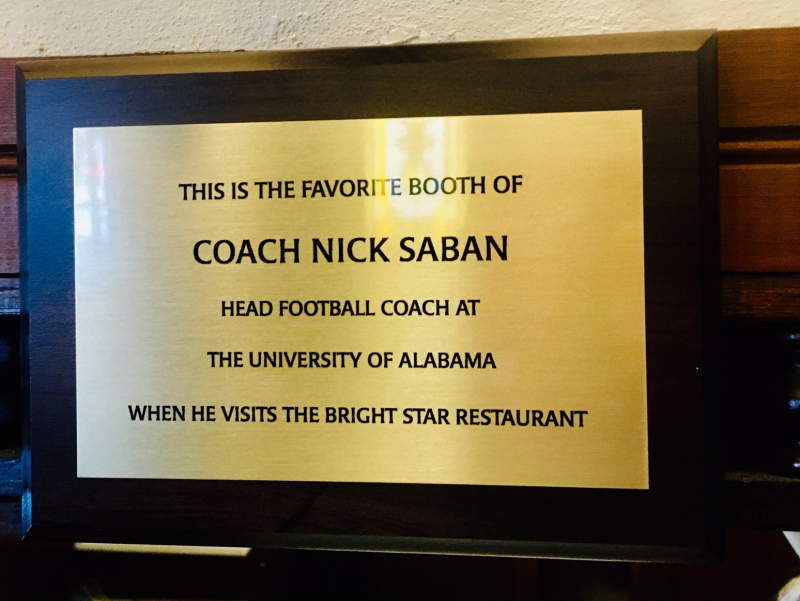 THIS IS THE FAVORITE BOOTH OF
COACH NICK SABAN
HEAD FOOTBALL COACH AT
THE UNIVERSITY OF ALABAMA
WHEN HE VISITS THE BRIGHT STAR RESTAURANT